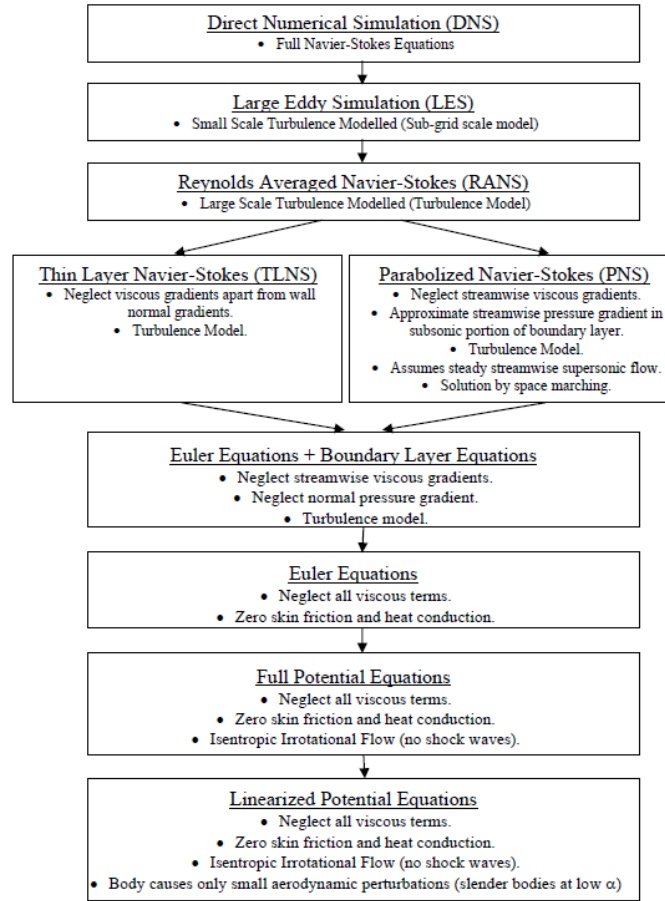 Direct Numerical Simulation (DNS)
• Full Navier-Stokes Equations
Large Eddy Simulation (LES)
• Small Scale Turbulence Modelled (Sub-grid scale model)
Reynolds Averaged Navier-Stokes (RANS)
• Large Scale Turbulence Modelled (Turbulence Model)
Thin Layer Navier-Stokes (TLNS)
• Neglect viscous gradients apart from wall
normal gradients.
• Turbulence Model.
Parabolized Navier-Stokes (PNS)
• Neglect streamwise viscous gradients.
• Approximate streamwise pressure gradient in
subsonic portion of boundary layer.
• Turbulence Model.
• Assumes steady streamwise supersonic flow.
• Solution by space marching.
Euler Equations + Boundary Layer Equations
• Neglect streamwise viscous gradients.
• Neglect normal pressure gradient.
• Turbulence model.
Euler Equations
• Neglect all viscous terms.
• Zero skin friction and heat conduction.
Full Potential Equations
• Neglect all viscous terms.
• Zero skin friction and heat conduction.
• Isentropic Irrotational Flow (no shock waves).
Linearized Potential Equations
• Neglect all viscous terms.
• Zero skin friction and heat conduction.
• Isentropic Irrotational Flow (no shock waves).
• Body causes only small aerodynamic perturbations (slender bodies at low α)